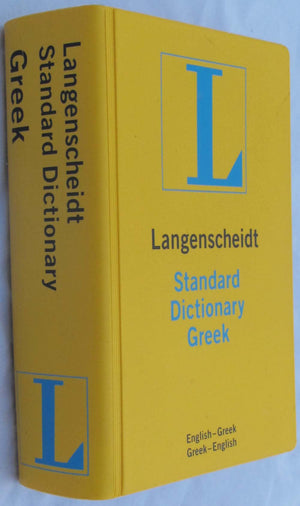 Langenscheidt
Standard Dictionary
Greek
L
L
Langenscheidt
Standard
Dictionary
Greek
English–Greek
Greek–English